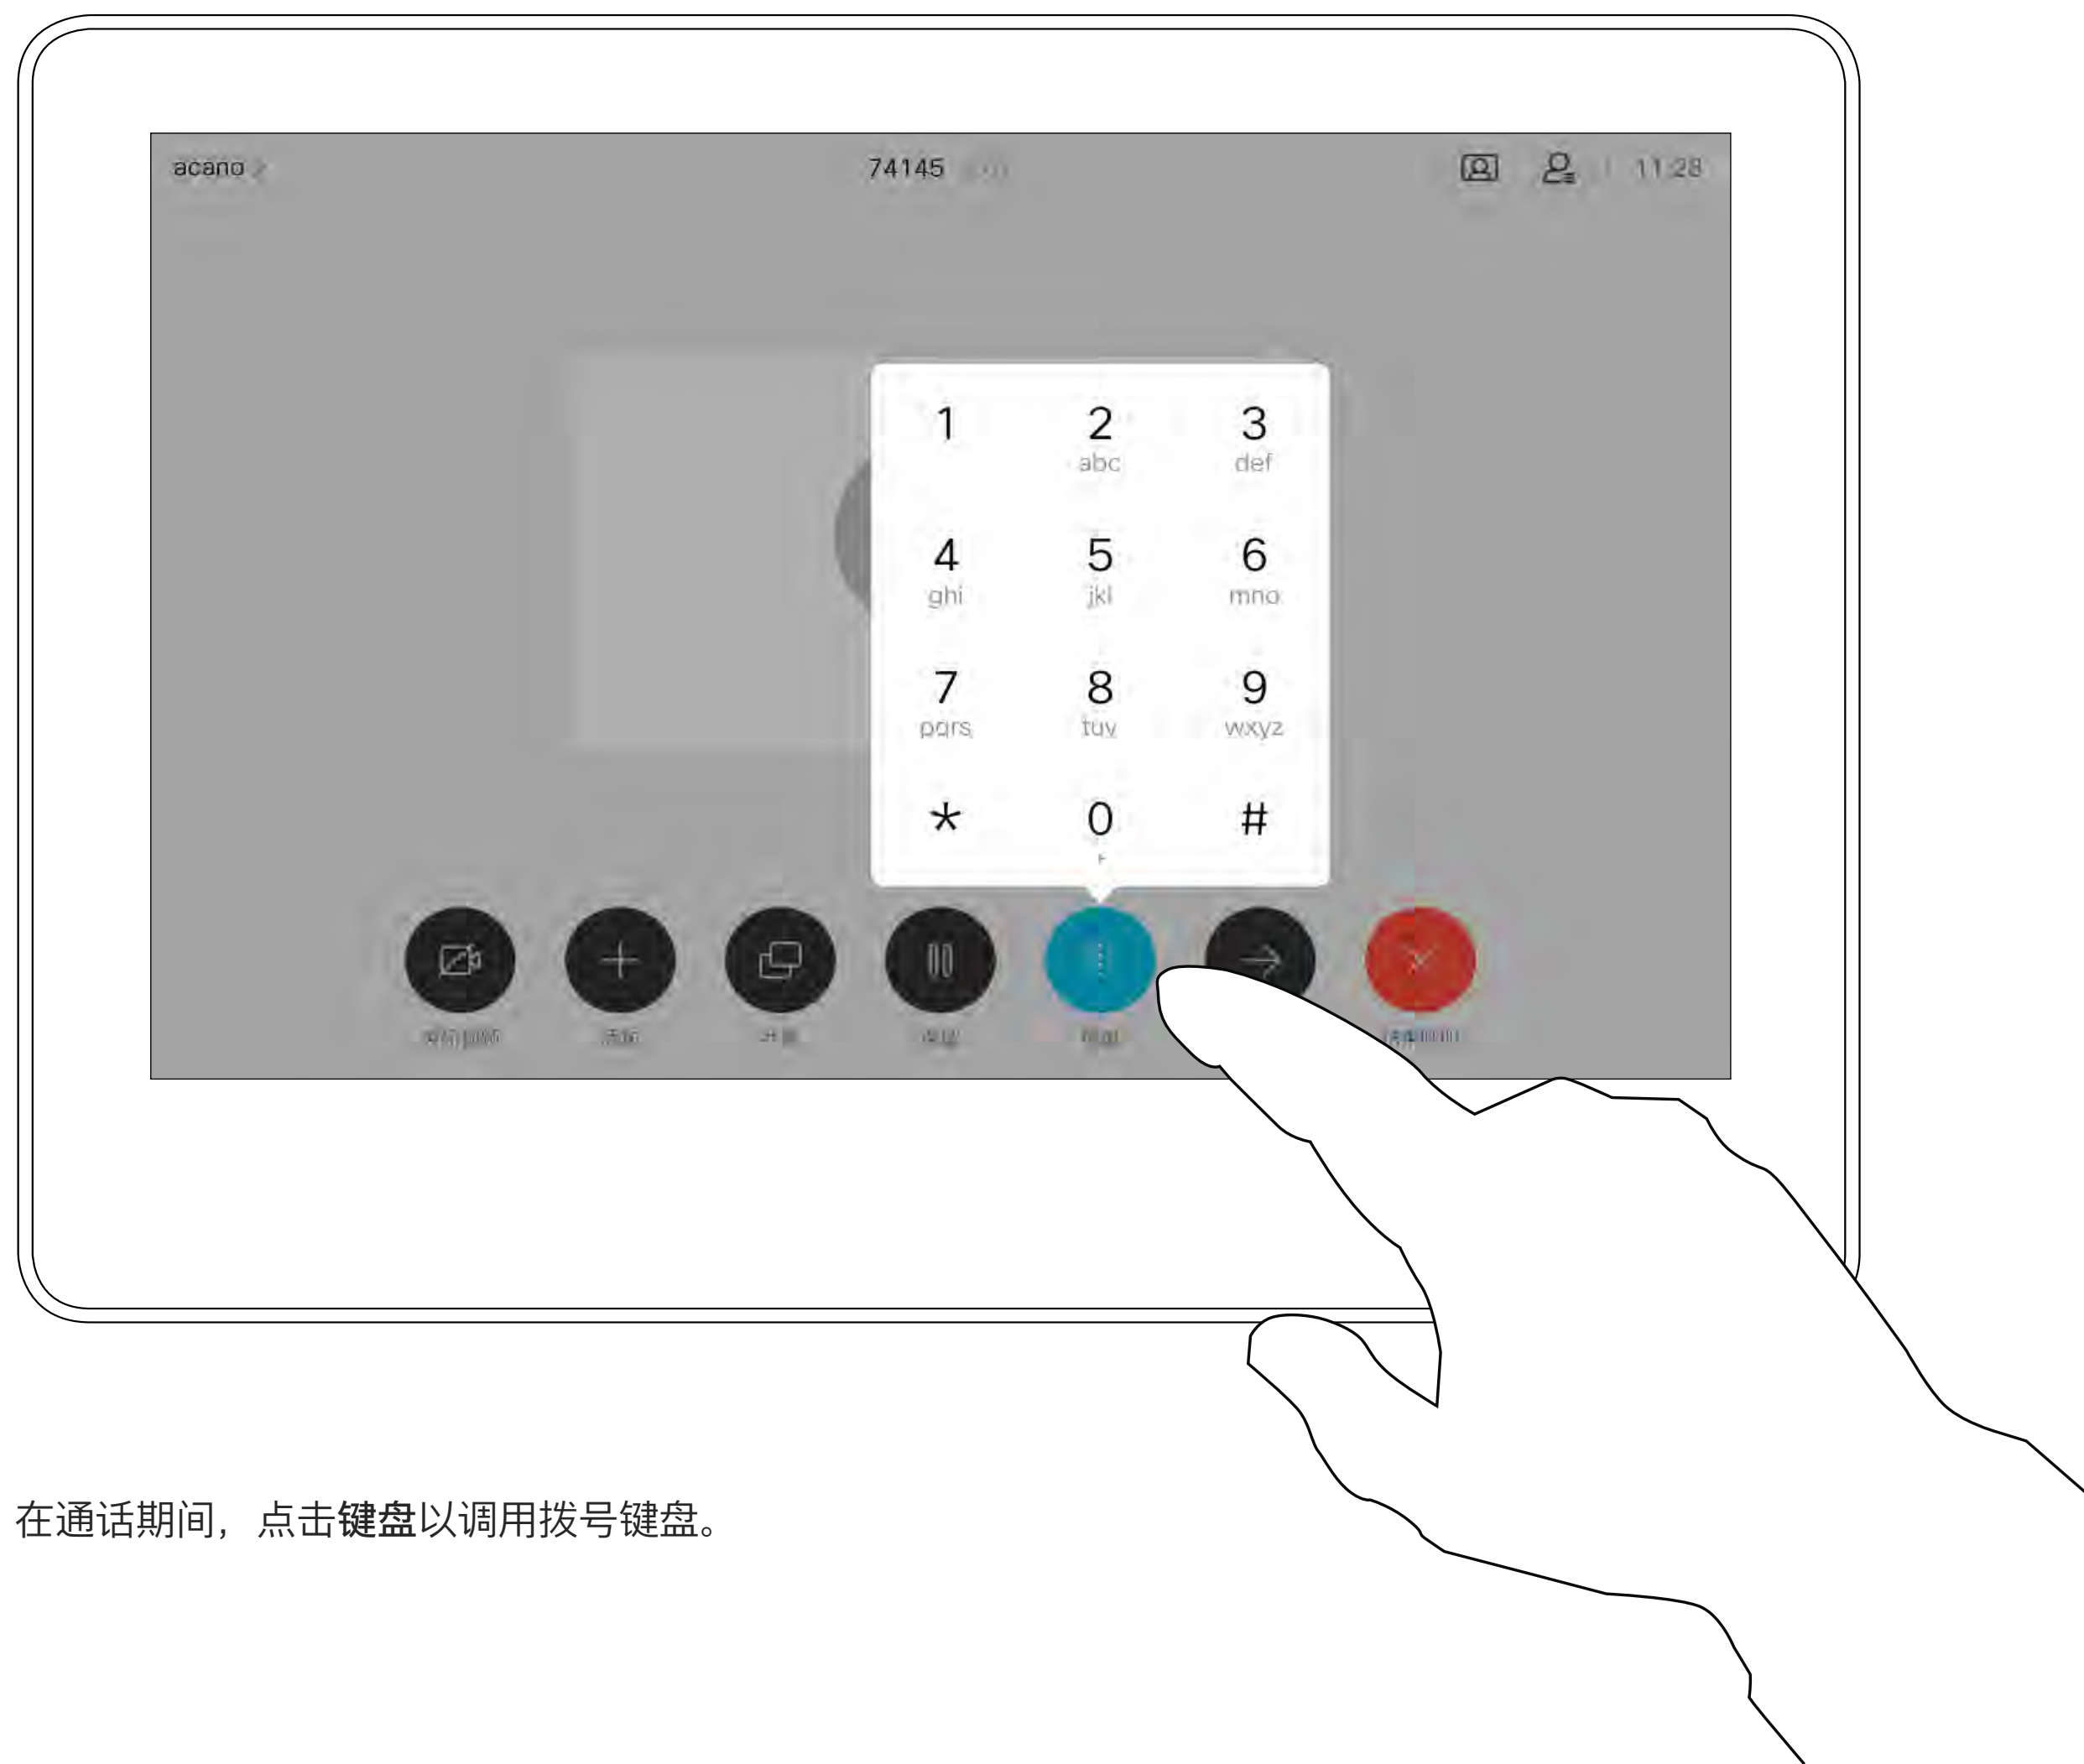 acano
74145
11:28
1 2 3
abc def
4 5 6
ghi jkl mno
7 8 9
pqrs tuv wxyz
* 0 #
+
在通话期间，点击键盘以调用拨号键盘。